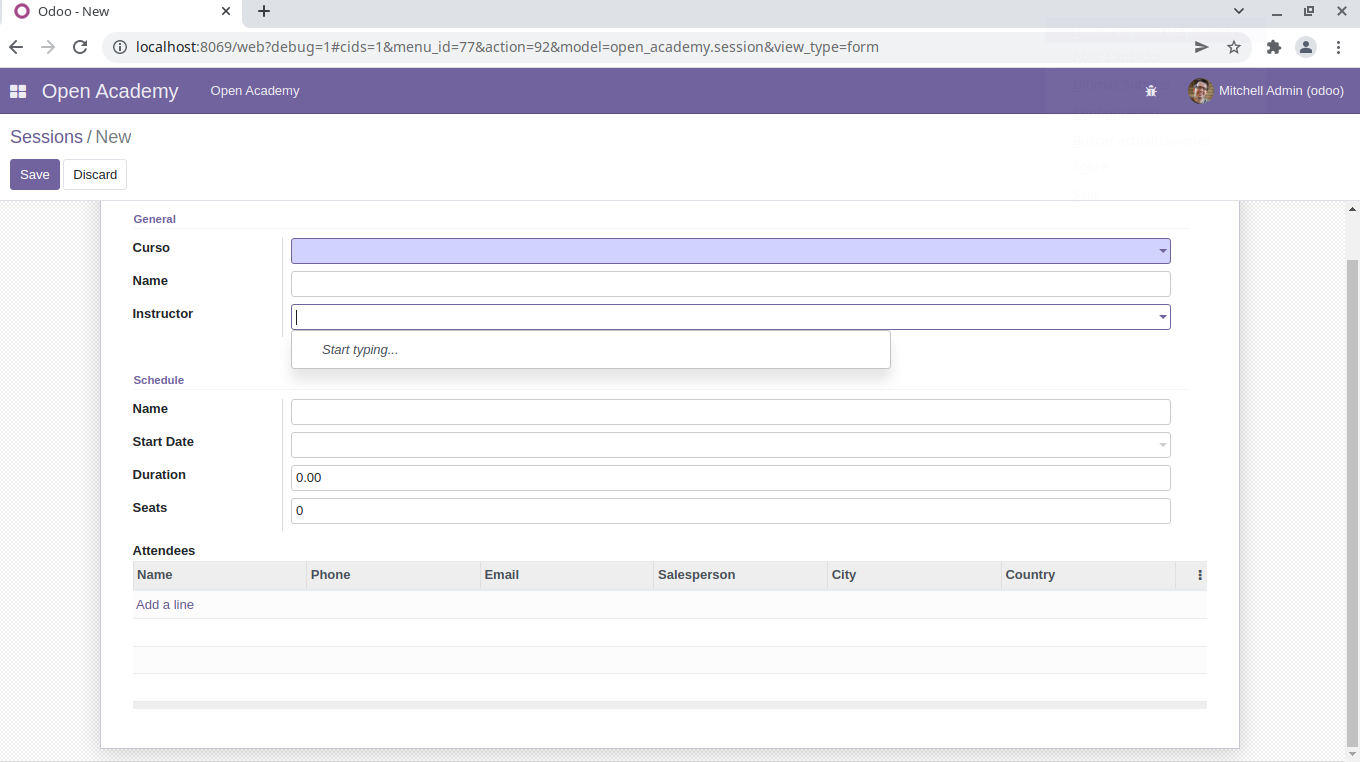 Odoo - New
localhost:8069/web?debug=1#cids=1&menu_id=77&action=92&model=open_academy.session&view_type=form
Open Academy Open Academy Mitchell Admin (odoo)
Sessions / New
Save Discard
General
Curso
Name
Instructor
Start typing...
Schedule
Name
Start Date
Duration 0.00
Seats 0
Attendees
Name Phone Email Salesperson City Country
Add a line